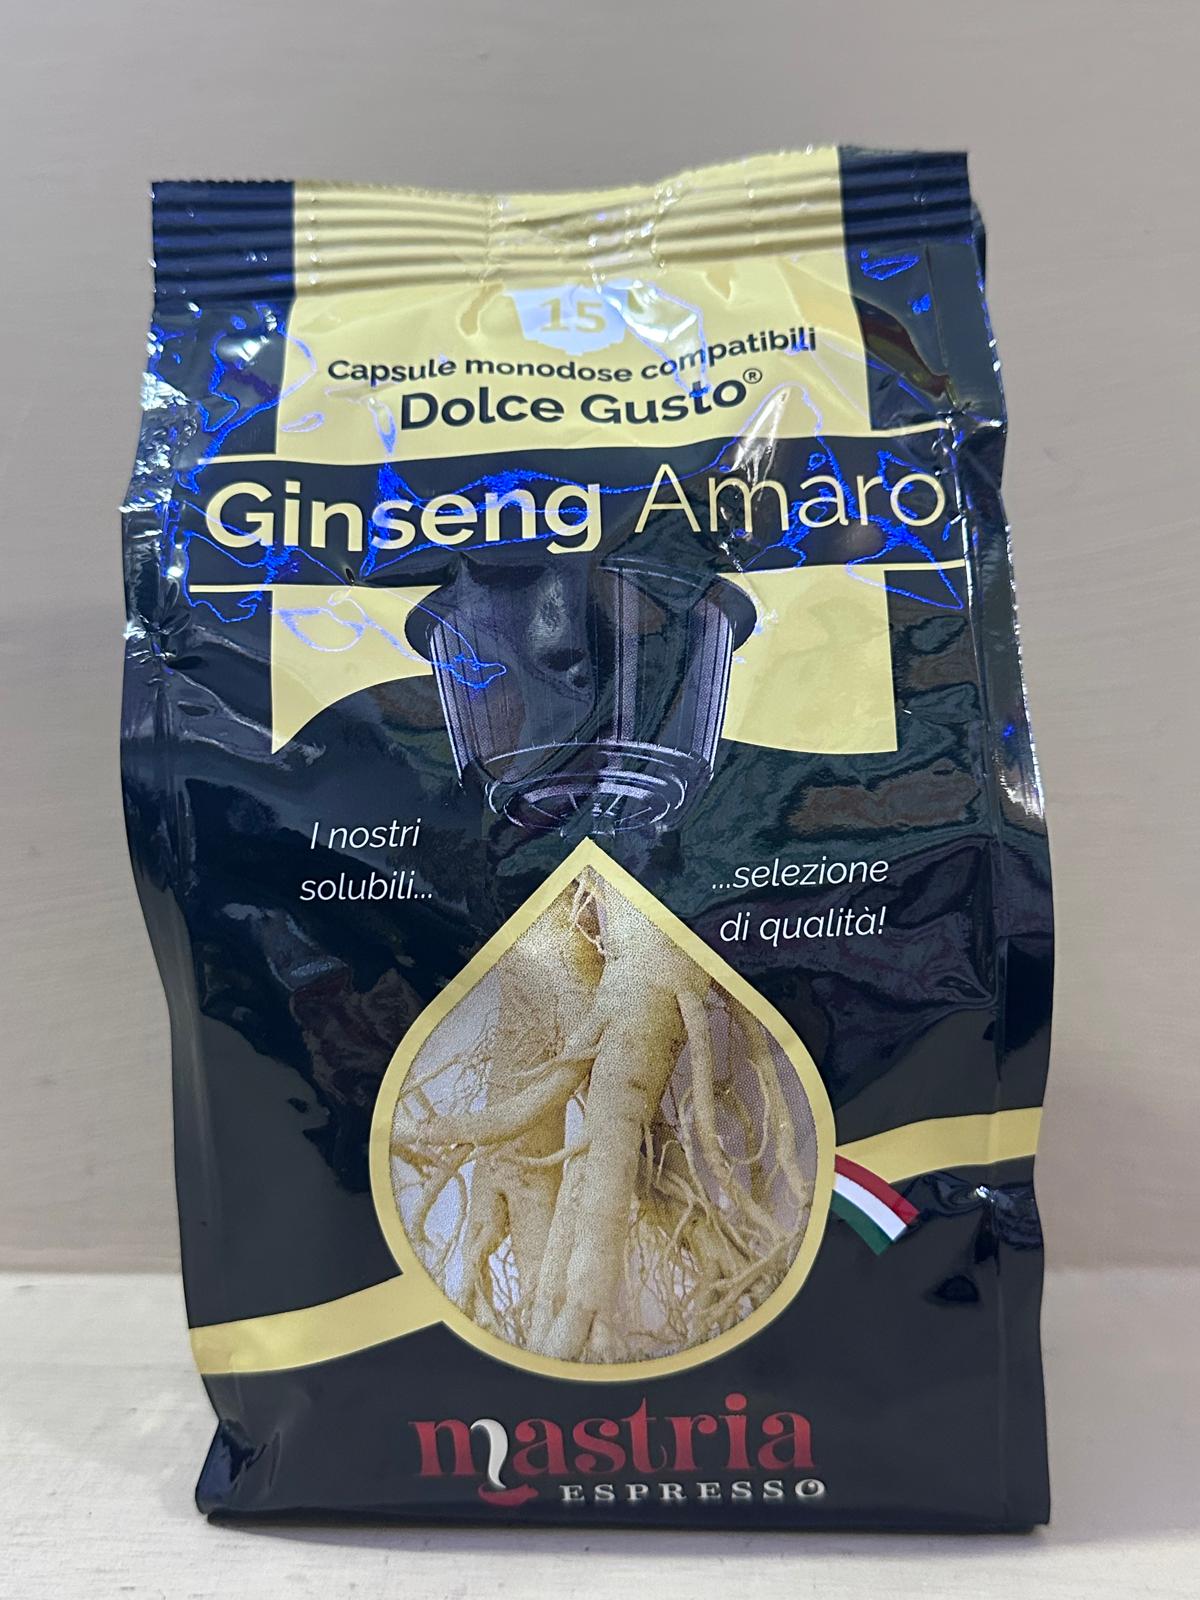 15
Capsule monodose compatibili
Dolce Gusto®
Ginseng Amaro
I nostri
solubili...
...selezione
di qualità!
mastria
ESPRESSO